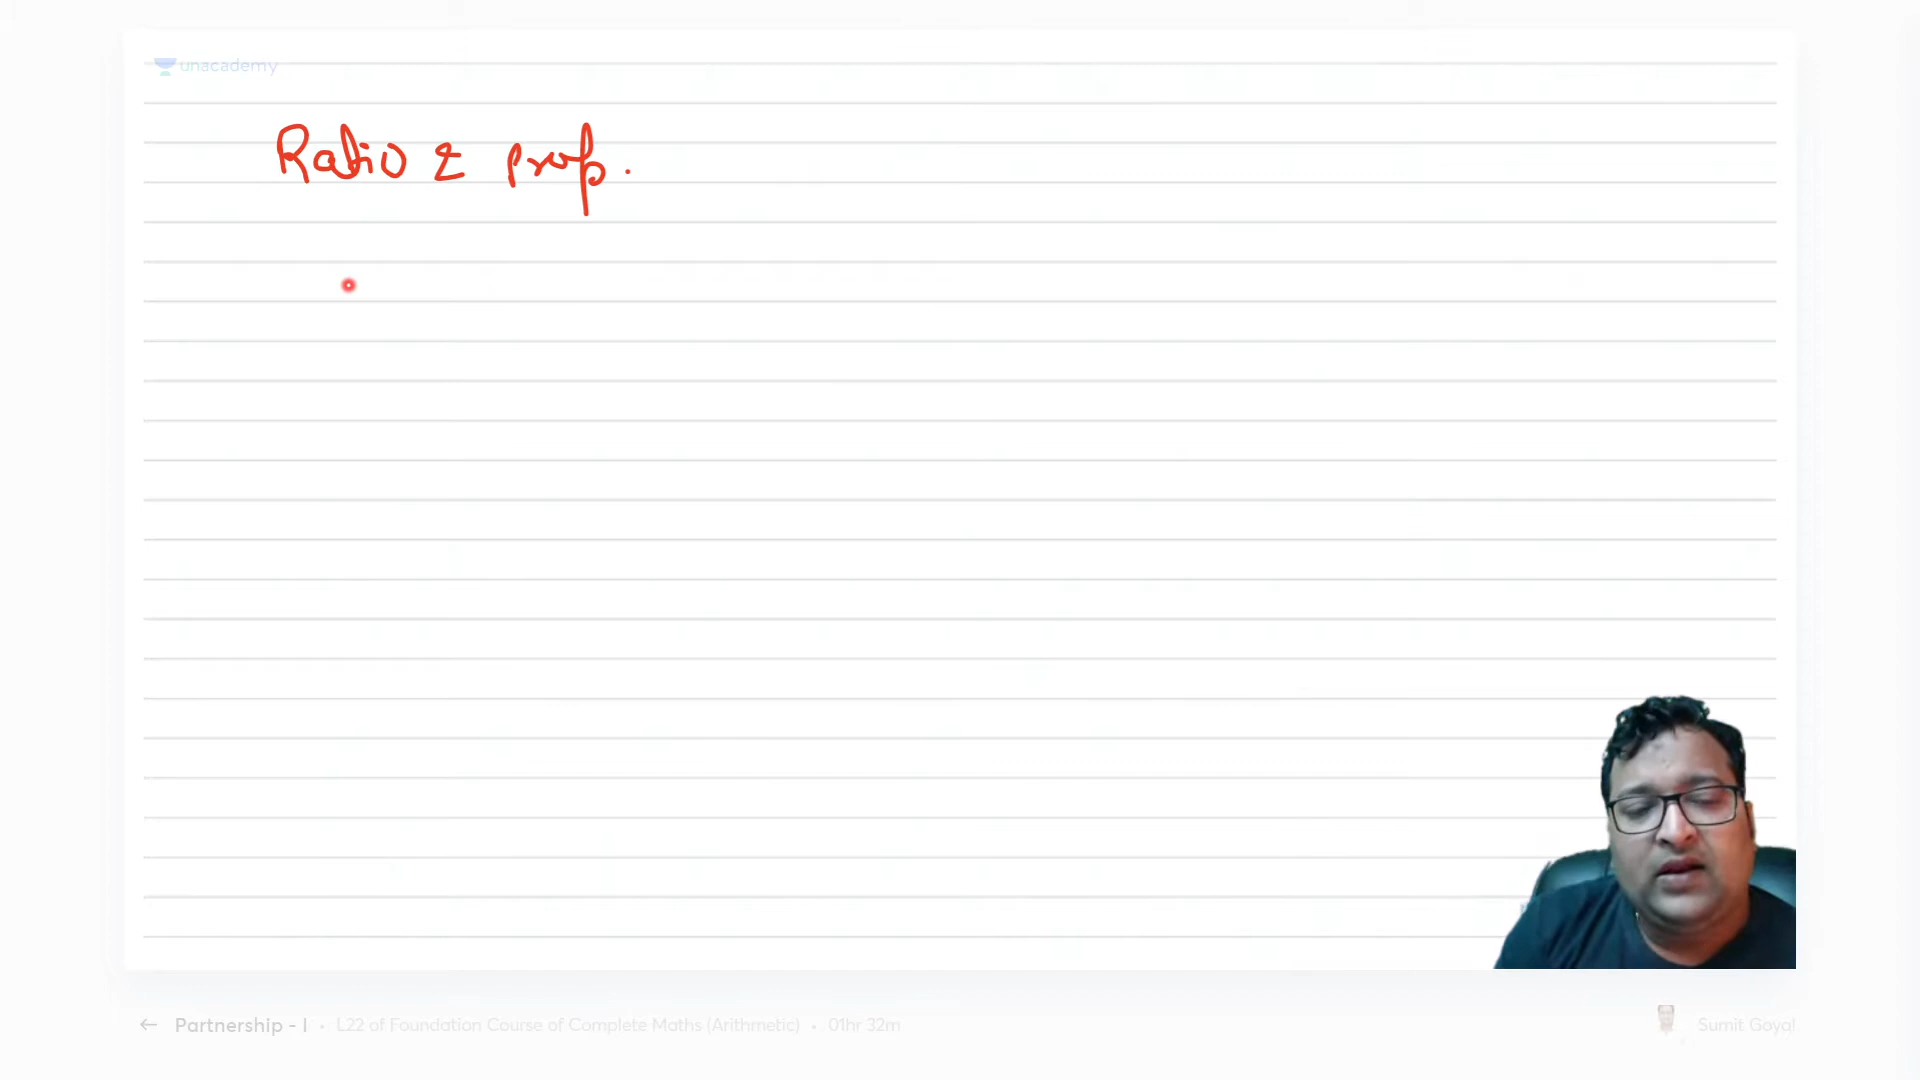 unacademy
Ratio & prop.
← Partnership - I • L22 of Foundation Course of Complete Maths (Arithmetic) • 01hr 32m
Sumit Goyal